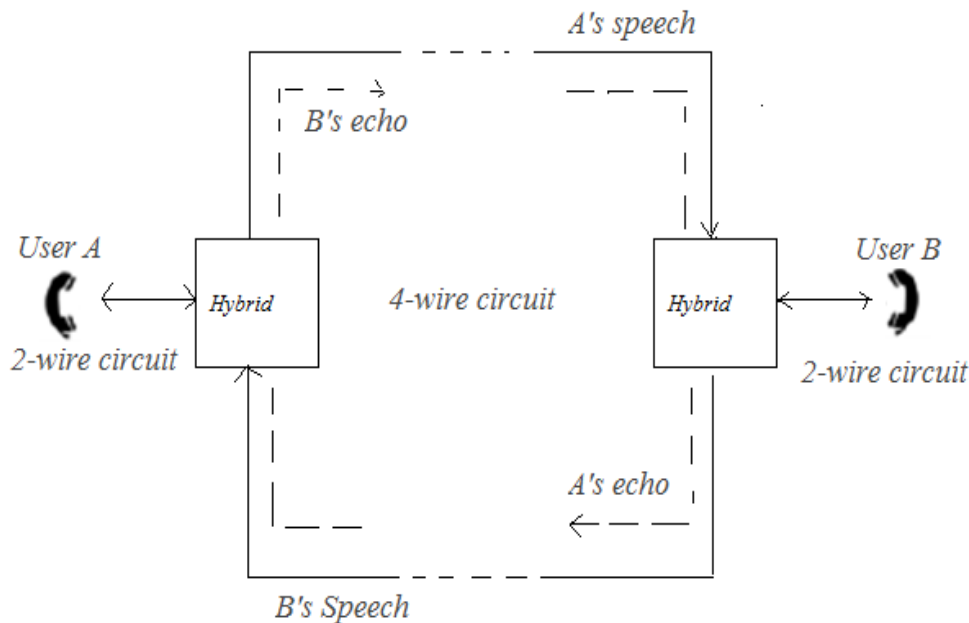 A's speech
B's echo
User A
User B
Hybrid
4-wire circuit
Hybrid
2-wire circuit
2-wire circuit
A's echo
B's Speech